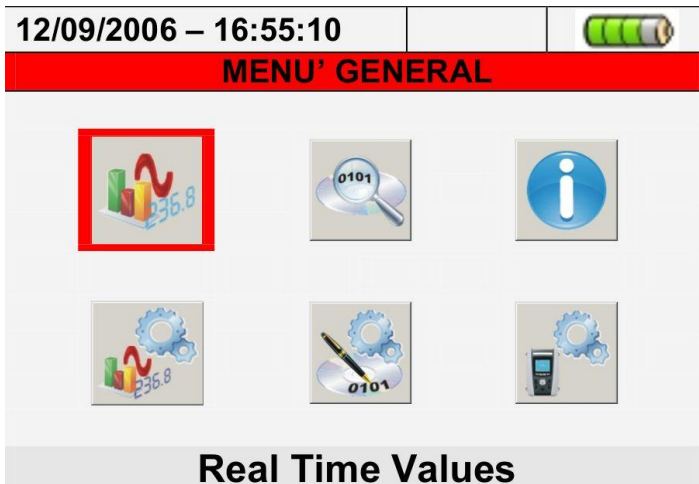 12/09/2006 – 16:55:10
MENU’ GENERAL
236.8
0101
236.8
0101
Real Time Values